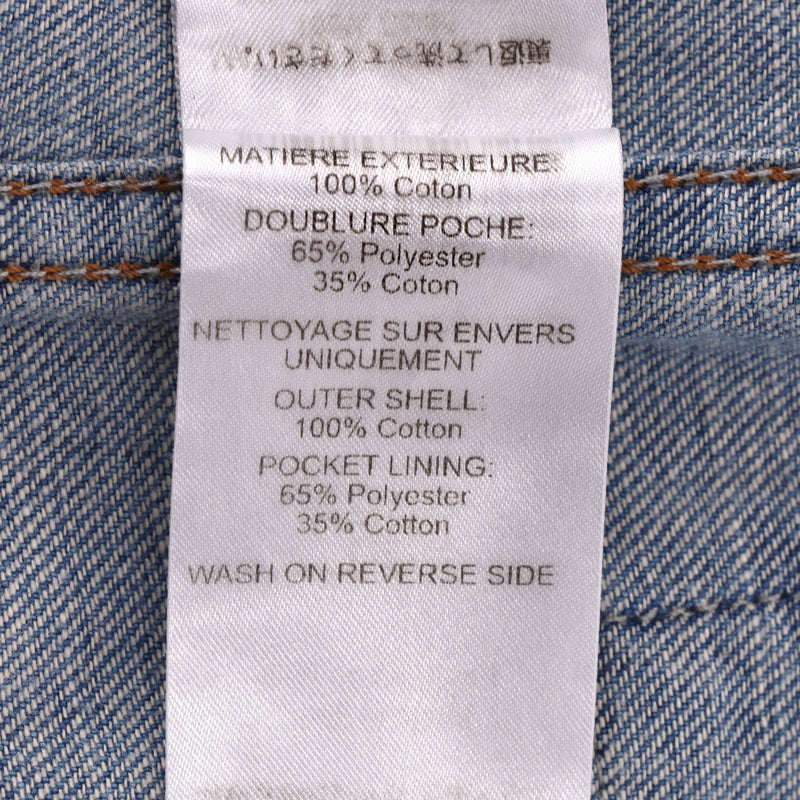 MATIERE EXTERIEURE:
100% Coton
DOUBLURE POCHE:
65% Polyester
35% Coton
NETTOYAGE SUR ENVERS
UNIQUEMENT
OUTER SHELL:
100% Cotton
POCKET LINING:
65% Polyester
35% Cotton
WASH ON REVERSE SIDE